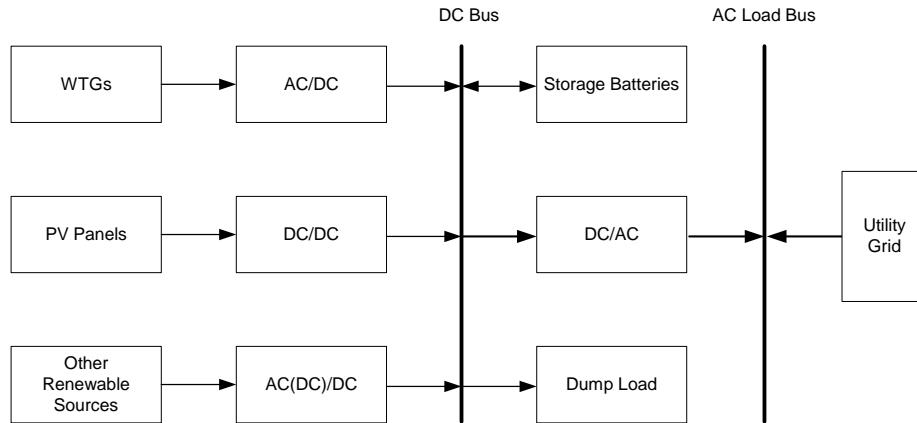 DC Bus
AC Load Bus
WTGs
AC/DC
Storage Batteries
PV Panels
DC/DC
DC/AC
Utility
Grid
Other
Renewable
Sources
AC(DC)/DC
Dump Load